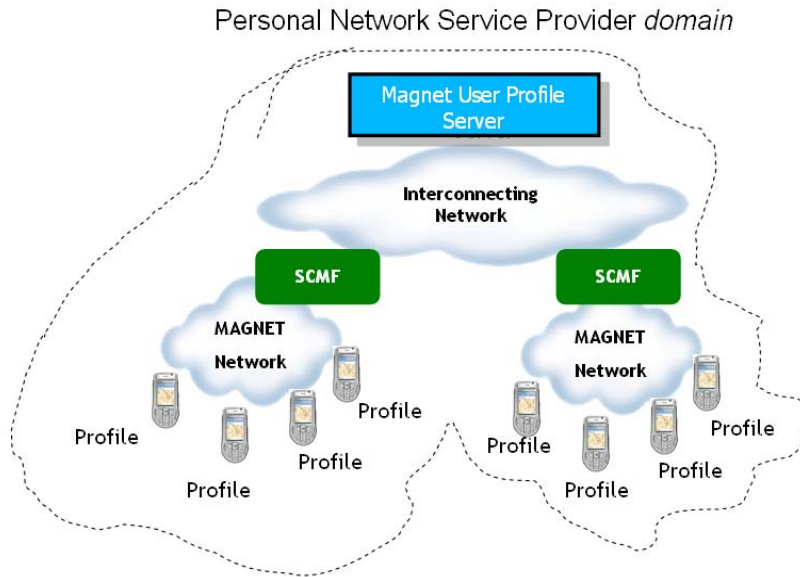 Personal Network Service Provider domain
Magnet User Profile
Server
Interconnecting
Network
SCMF
SCMF
MAGNET
Network
MAGNET
Network
Profile
Profile
Profile
Profile
Profile
Profile
Profile
Profile